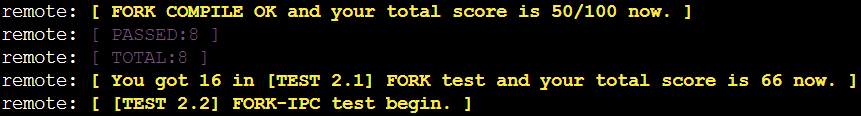 remote: [ FORK COMPILE OK and your total score is 50/100 now. ]
remote: [ PASSED:8 ]
remote: [ TOTAL:8 ]
remote: [ You got 16 in [TEST 2.1] FORK test and your total score is 66 now. ]
remote: [ [TEST 2.2] FORK-IPC test begin. ]